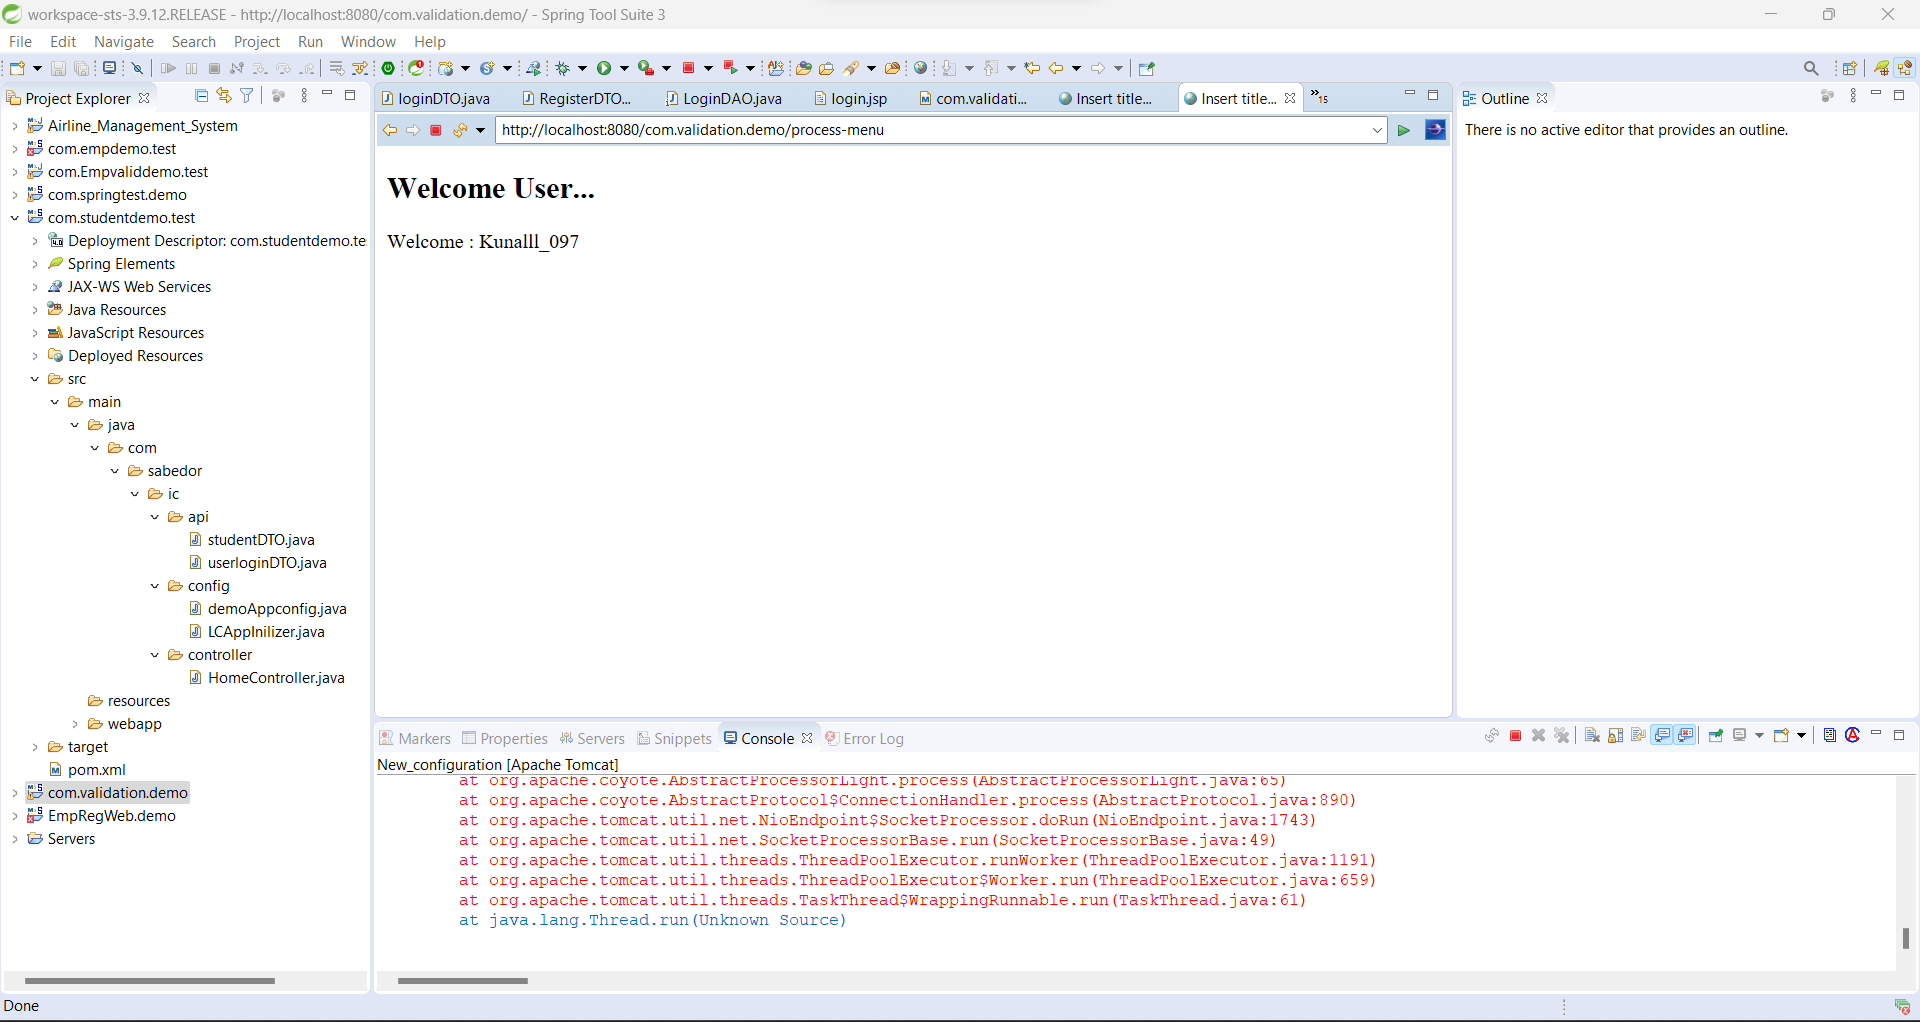 workspace-sts-3.9.12.RELEASE - http://localhost:8080/com.validation.demo/ - Spring Tool Suite 3
File Edit Navigate Search Project Run Window Help
Project Explorer
Airline_Management_System
com.empdemo.test
com.Empvaliddemo.test
com.springtest.demo
com.studentdemo.test
Deployment Descriptor: com.studentdemo.te
Spring Elements
JAX-WS Web Services
Java Resources
JavaScript Resources
Deployed Resources
src
main
java
com
sabedor
ic
api
studentDTO.java
userloginDTO.java
config
demoAppconfig.java
LCAppInilizer.java
controller
HomeController.java
resources
webapp
target
pom.xml
com.validation.demo
EmpRegWeb.demo
Servers
loginDTO.java RegisterDTO... LoginDAO.java login.jsp com.validati... Insert title... Insert title... »15
http://localhost:8080/com.validation.demo/process-menu
Welcome User...
Welcome : Kunalll_097
Outline
There is no active editor that provides an outline.
Markers Properties Servers Snippets Console Error Log
New_configuration [Apache Tomcat]
at org.apache.coyote.AbstractProcessorLight.process(AbstractProcessorLight.java:65)
at org.apache.coyote.AbstractProtocol$ConnectionHandler.process(AbstractProtocol.java:890)
at org.apache.tomcat.util.net.NioEndpoint$SocketProcessor.doRun(NioEndpoint.java:1743)
at org.apache.tomcat.util.net.SocketProcessorBase.run(SocketProcessorBase.java:49)
at org.apache.tomcat.util.threads.ThreadPoolExecutor.runWorker(ThreadPoolExecutor.java:1191)
at org.apache.tomcat.util.threads.ThreadPoolExecutor$Worker.run(ThreadPoolExecutor.java:659)
at org.apache.tomcat.util.threads.TaskThread$WrappingRunnable.run(TaskThread.java:61)
at java.lang.Thread.run(Unknown Source)
Done